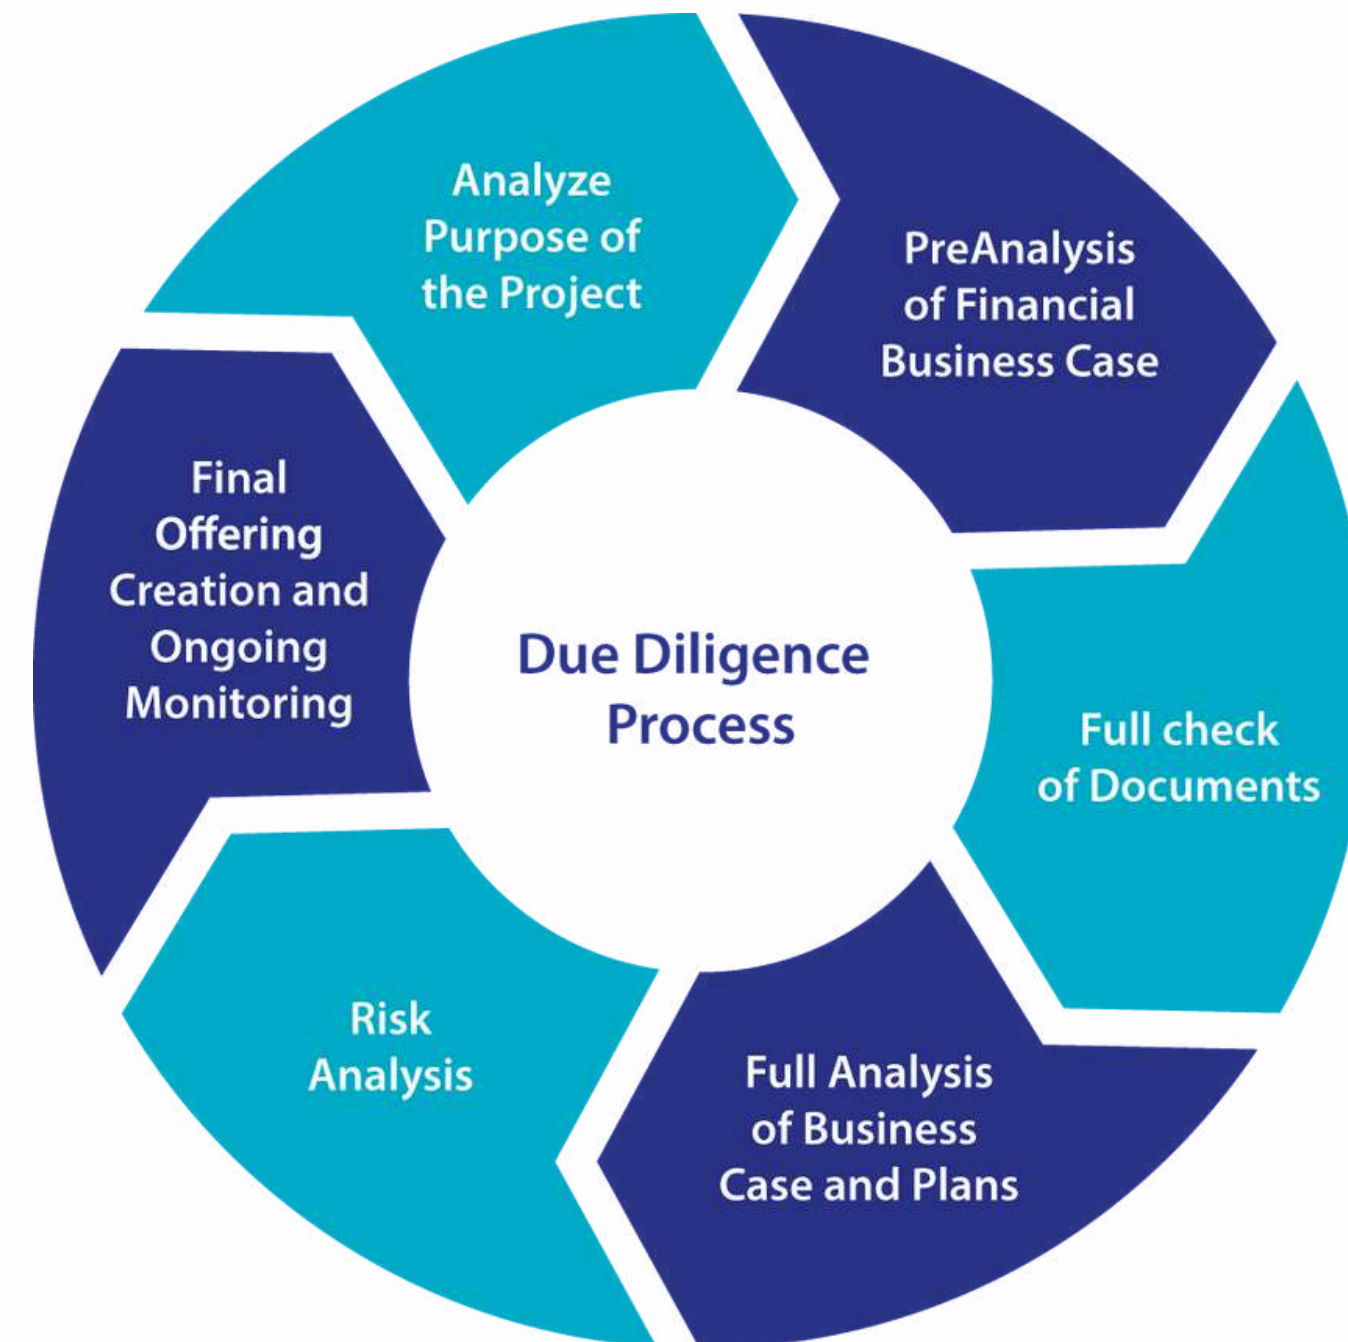 Analyze
Purpose of
the Project
PreAnalysis
of Financial
Business Case
Full check
of Documents
Full Analysis
of Business
Case and Plans
Risk
Analysis
Final
Offering
Creation and
Ongoing
Monitoring
Due Diligence
Process